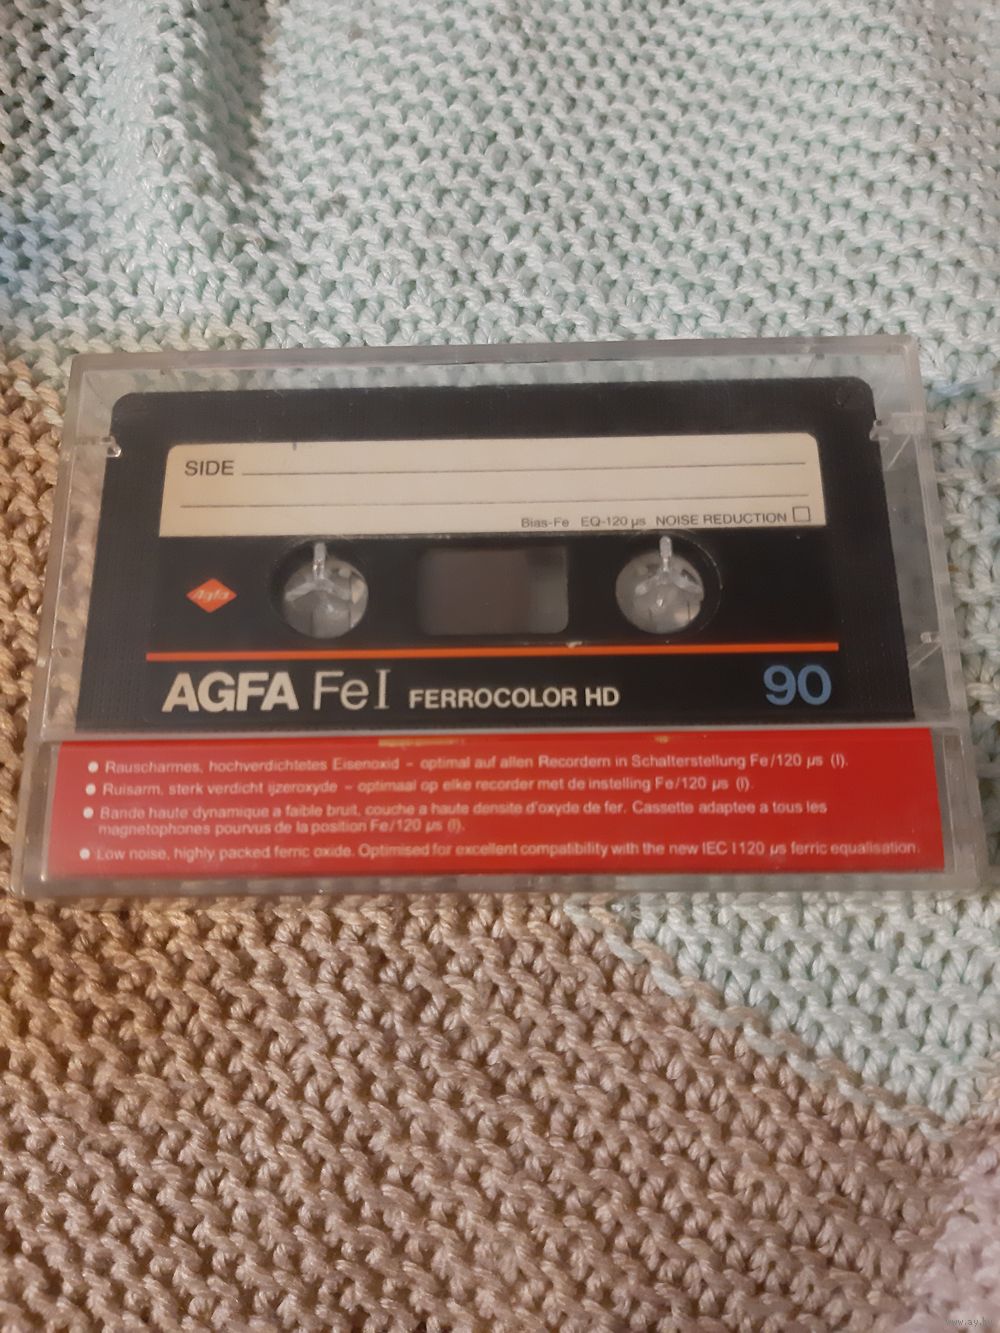 SIDE
Bias-Fe EQ-120 µs NOISE REDUCTION
Agfa
AGFA Fe I FERROCOLOR HD 90
● Rauscharmes, hochverdichtetes Eisenoxid – optimal auf allen Recordern in Schalterstellung Fe/120 µs (I).
● Ruisarm, sterk verdicht ijzeroxyde – optimaal op elke recorder met de instelling Fe/120 µs (I).
● Bande haute dynamique a faible bruit, couche a haute densite d'oxyde de fer. Cassette adaptee a tous les
magnetophones pourvus de la position Fe/120 µs (I).
● Low noise, highly packed ferric oxide. Optimised for excellent compatibility with the new IEC I 120 µs ferric equalisation.